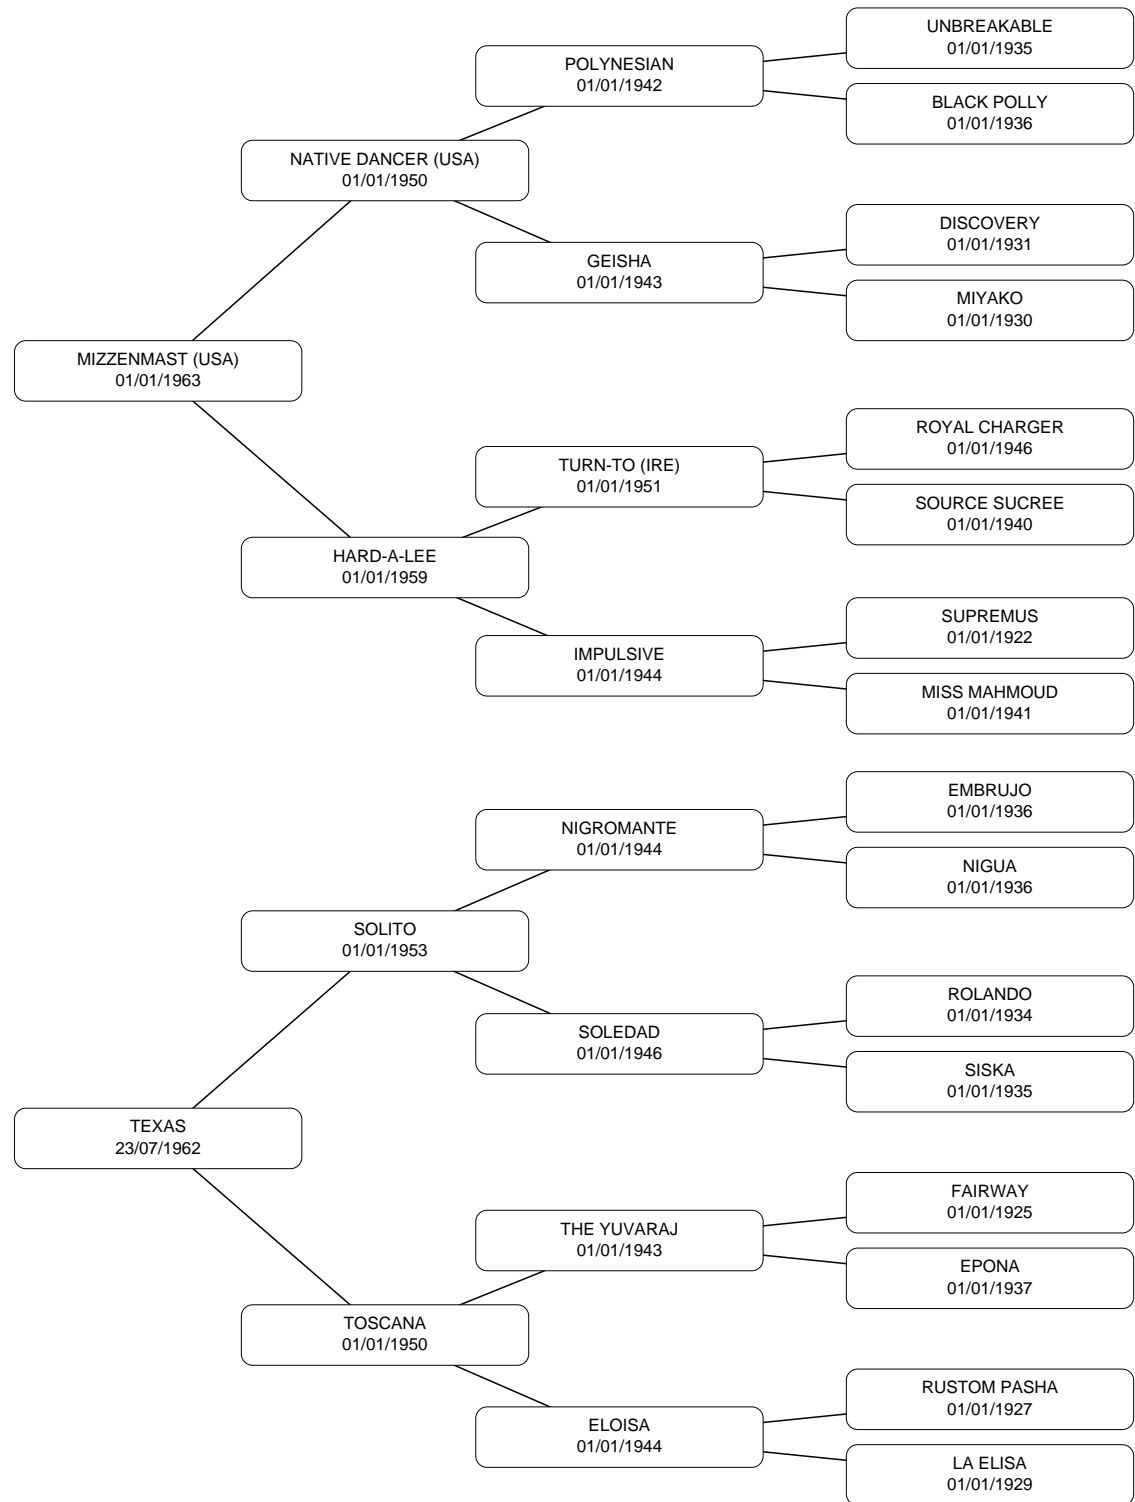 UNBREAKABLE
01/01/1935
POLYNESIAN
01/01/1942
BLACK POLLY
01/01/1936
NATIVE DANCER (USA)
01/01/1950
DISCOVERY
01/01/1931
GEISHA
01/01/1943
MIYAKO
01/01/1930
MIZZENMAST (USA)
01/01/1963
ROYAL CHARGER
01/01/1946
TURN-TO (IRE)
01/01/1951
SOURCE SUCREE
01/01/1940
HARD-A-LEE
01/01/1959
SUPREMUS
01/01/1922
IMPULSIVE
01/01/1944
MISS MAHMOUD
01/01/1941
EMBRUJO
01/01/1936
NIGROMANTE
01/01/1944
NIGUA
01/01/1936
SOLITO
01/01/1953
ROLANDO
01/01/1934
SOLEDAD
01/01/1946
SISKA
01/01/1935
TEXAS
23/07/1962
FAIRWAY
01/01/1925
THE YUVARAJ
01/01/1943
EPONA
01/01/1937
TOSCANA
01/01/1950
RUSTOM PASHA
01/01/1927
ELOISA
01/01/1944
LA ELISA
01/01/1929